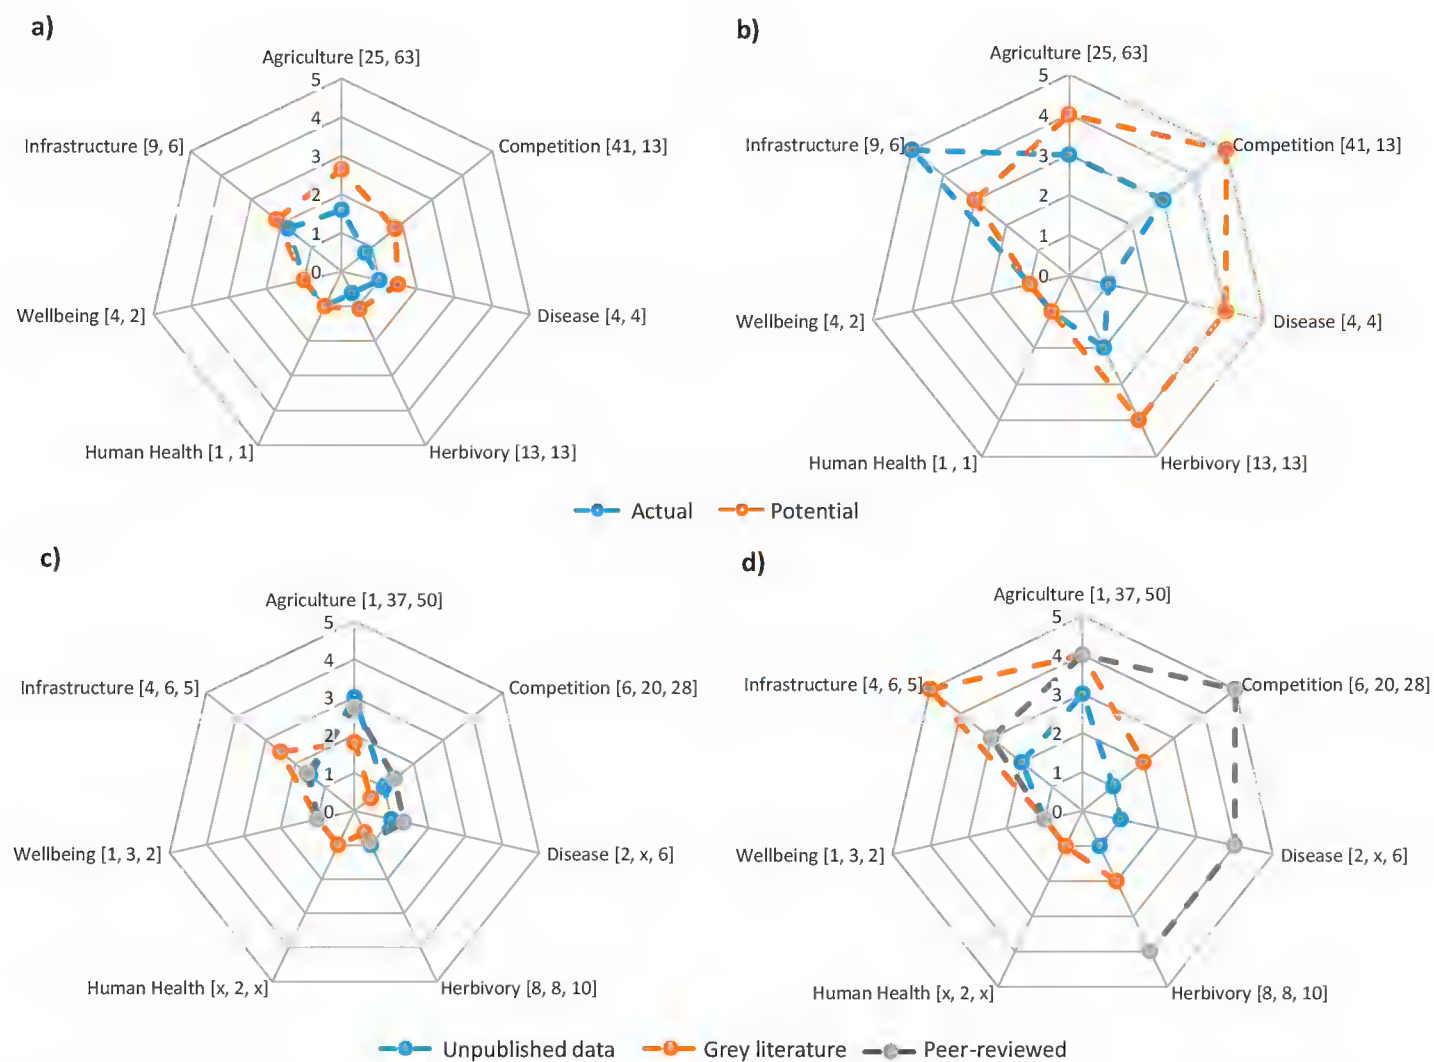 a)
Agriculture [25, 63]
5
4
3
2
1
0
Infrastructure [9, 6]
Competition [41, 13]
Wellbeing [4, 2]
Disease [4, 4]
Human Health [1 , 1]
Herbivory [13, 13]
b)
Agriculture [25, 63]
5
4
3
2
1
0
Infrastructure [9, 6]
Competition [41, 13]
Wellbeing [4, 2]
Disease [4, 4]
Human Health [1 , 1]
Herbivory [13, 13]
Actual Potential
c)
Agriculture [1, 37, 50]
5
4
3
2
1
0
Infrastructure [4, 6, 5]
Competition [6, 20, 28]
Wellbeing [1, 3, 2]
Disease [2, x, 6]
Human Health [x, 2, x]
Herbivory [8, 8, 10]
d)
Agriculture [1, 37, 50]
5
4
3
2
1
0
Infrastructure [4, 6, 5]
Competition [6, 20, 28]
Wellbeing [1, 3, 2]
Disease [2, x, 6]
Human Health [x, 2, x]
Herbivory [8, 8, 10]
Unpublished data Grey literature Peer-reviewed